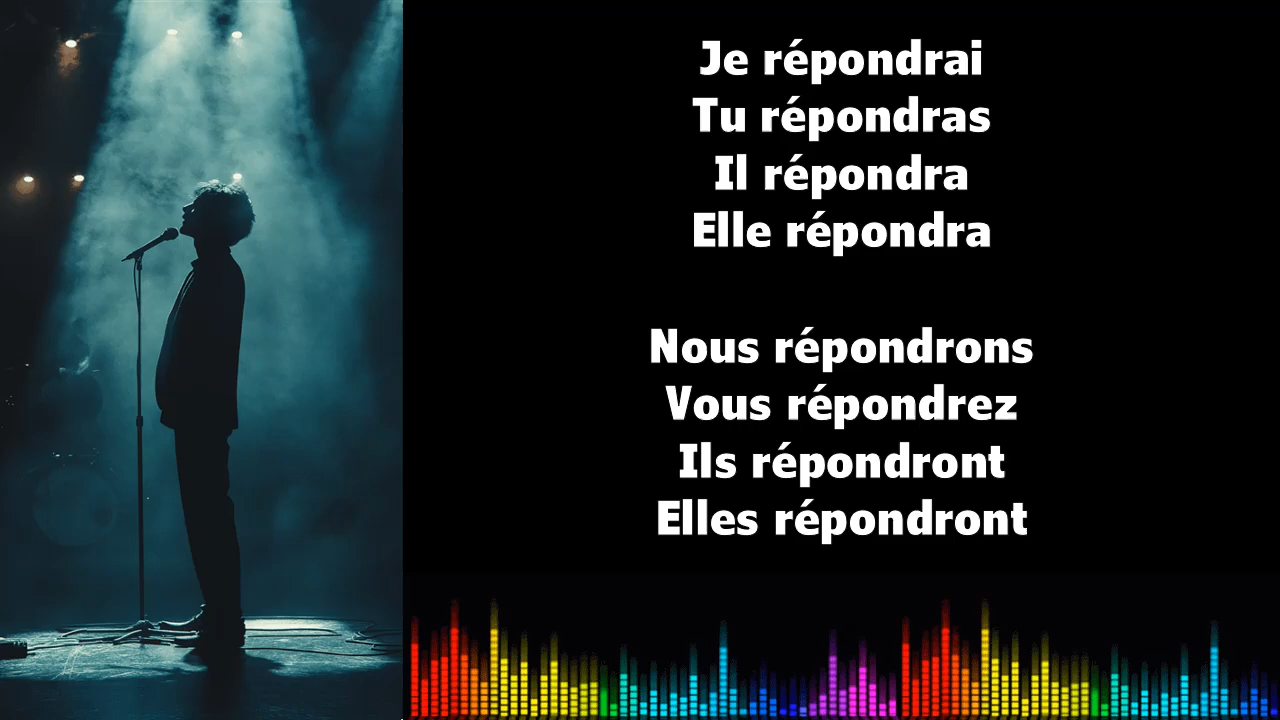 Je répondrai
Tu répondras
Il répondra
Elle répondra
Nous répondrons
Vous répondrez
Ils répondront
Elles répondront